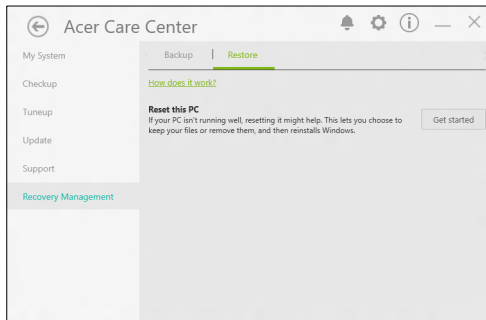 Acer Care Center
My System
Checkup
Tuneup
Update
Support
Recovery Management
Backup
Restore
How does it work?
Reset this PC
If your PC isn't running well, resetting it might help. This lets you choose to
keep your files or remove them, and then reinstalls Windows.
Get started